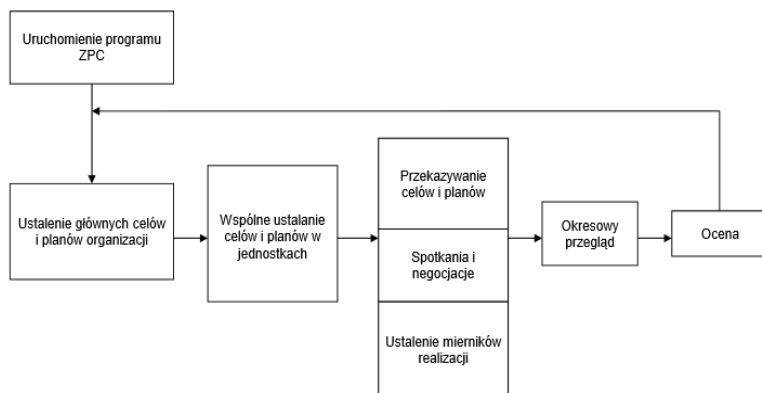 Uruchomienie programu
ZPC
Ustalenie głównych celów
i planów organizacji
Wspólne ustalanie
celów i planów w
jednostkach
Przekazywanie
celów i planów
Spotkania i
negocjacje
Ustalenie mierników
realizacji
Okresowy
przegląd
Ocena